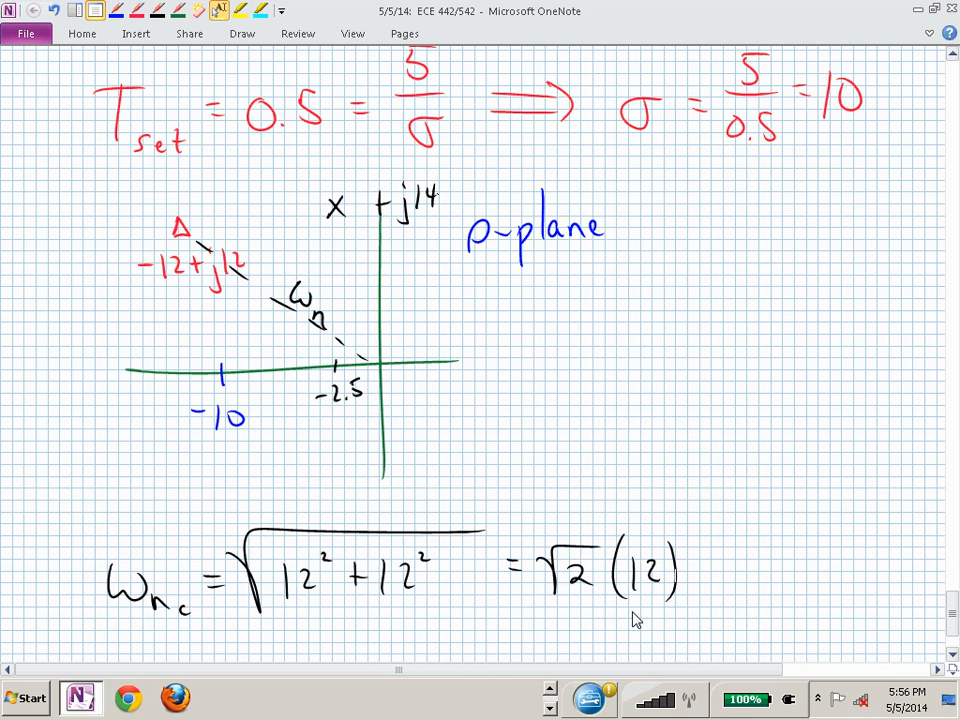 5/5/14: ECE 442/542 - Microsoft OneNote
File Home Insert Share Draw Review View Pages
T_set = 0.5 = 5/σ ⟹ σ = 5/0.5 = 10
x +j14
p-plane
Δ
-12+j12
ω_n
-2.5
-10
ω_nc = √(12² + 12²) = √2 (12)
Start
100%
5:56 PM
5/5/2014